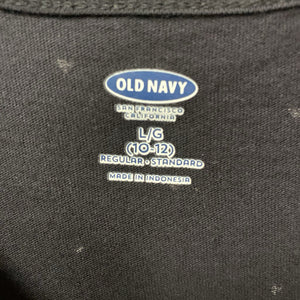 OLD NAVY
SAN FRANCISCO
CALIFORNIA
L/G
(10-12)
REGULAR • STANDARD
MADE IN INDONESIA